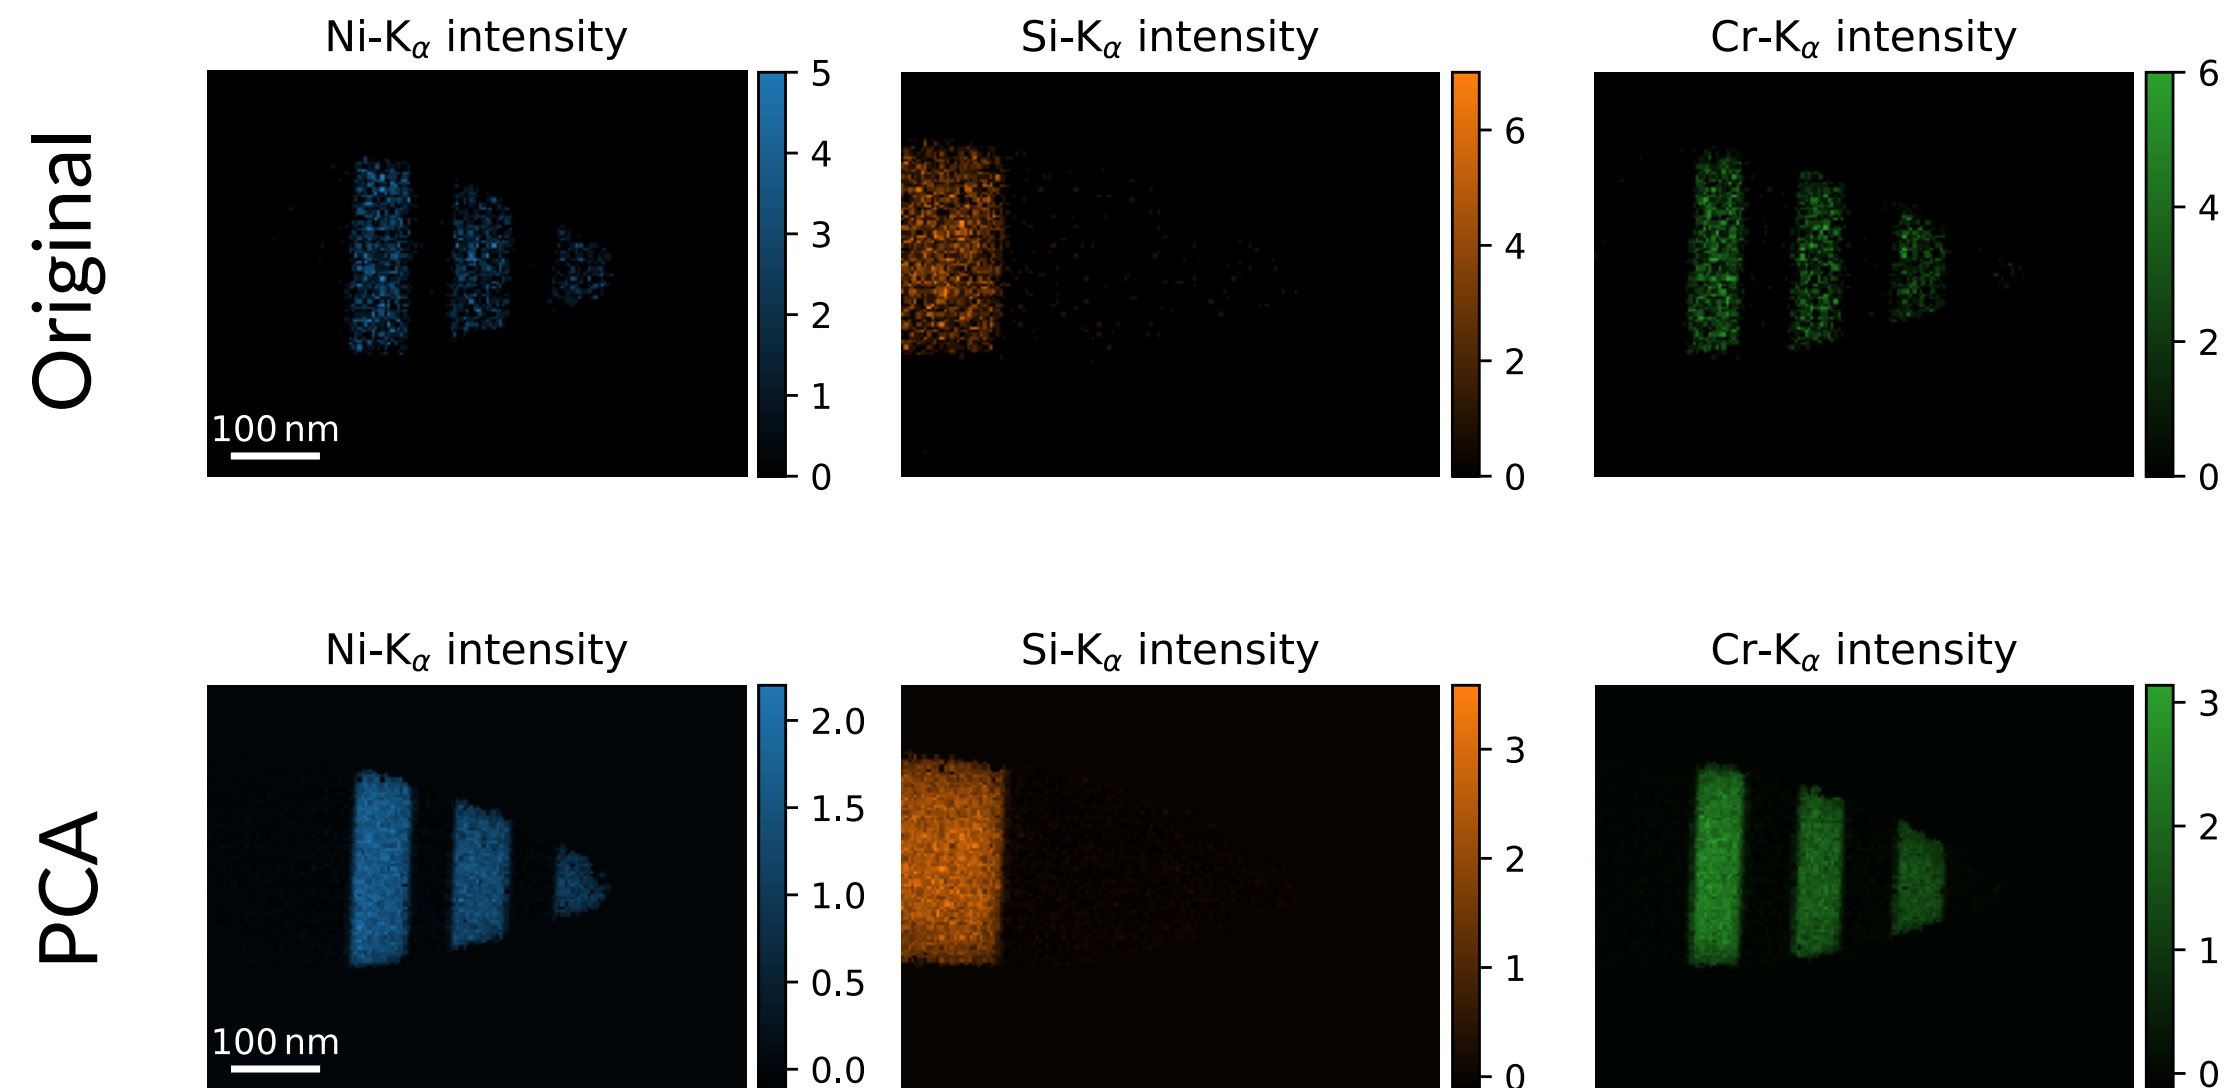 Original
Ni-Kα intensity
5
4
3
2
1
0
100 nm
Si-Kα intensity
6
4
2
0
Cr-Kα intensity
6
4
2
0
PCA
Ni-Kα intensity
2.0
1.5
1.0
0.5
0.0
100 nm
Si-Kα intensity
3
2
1
0
Cr-Kα intensity
3
2
1
0